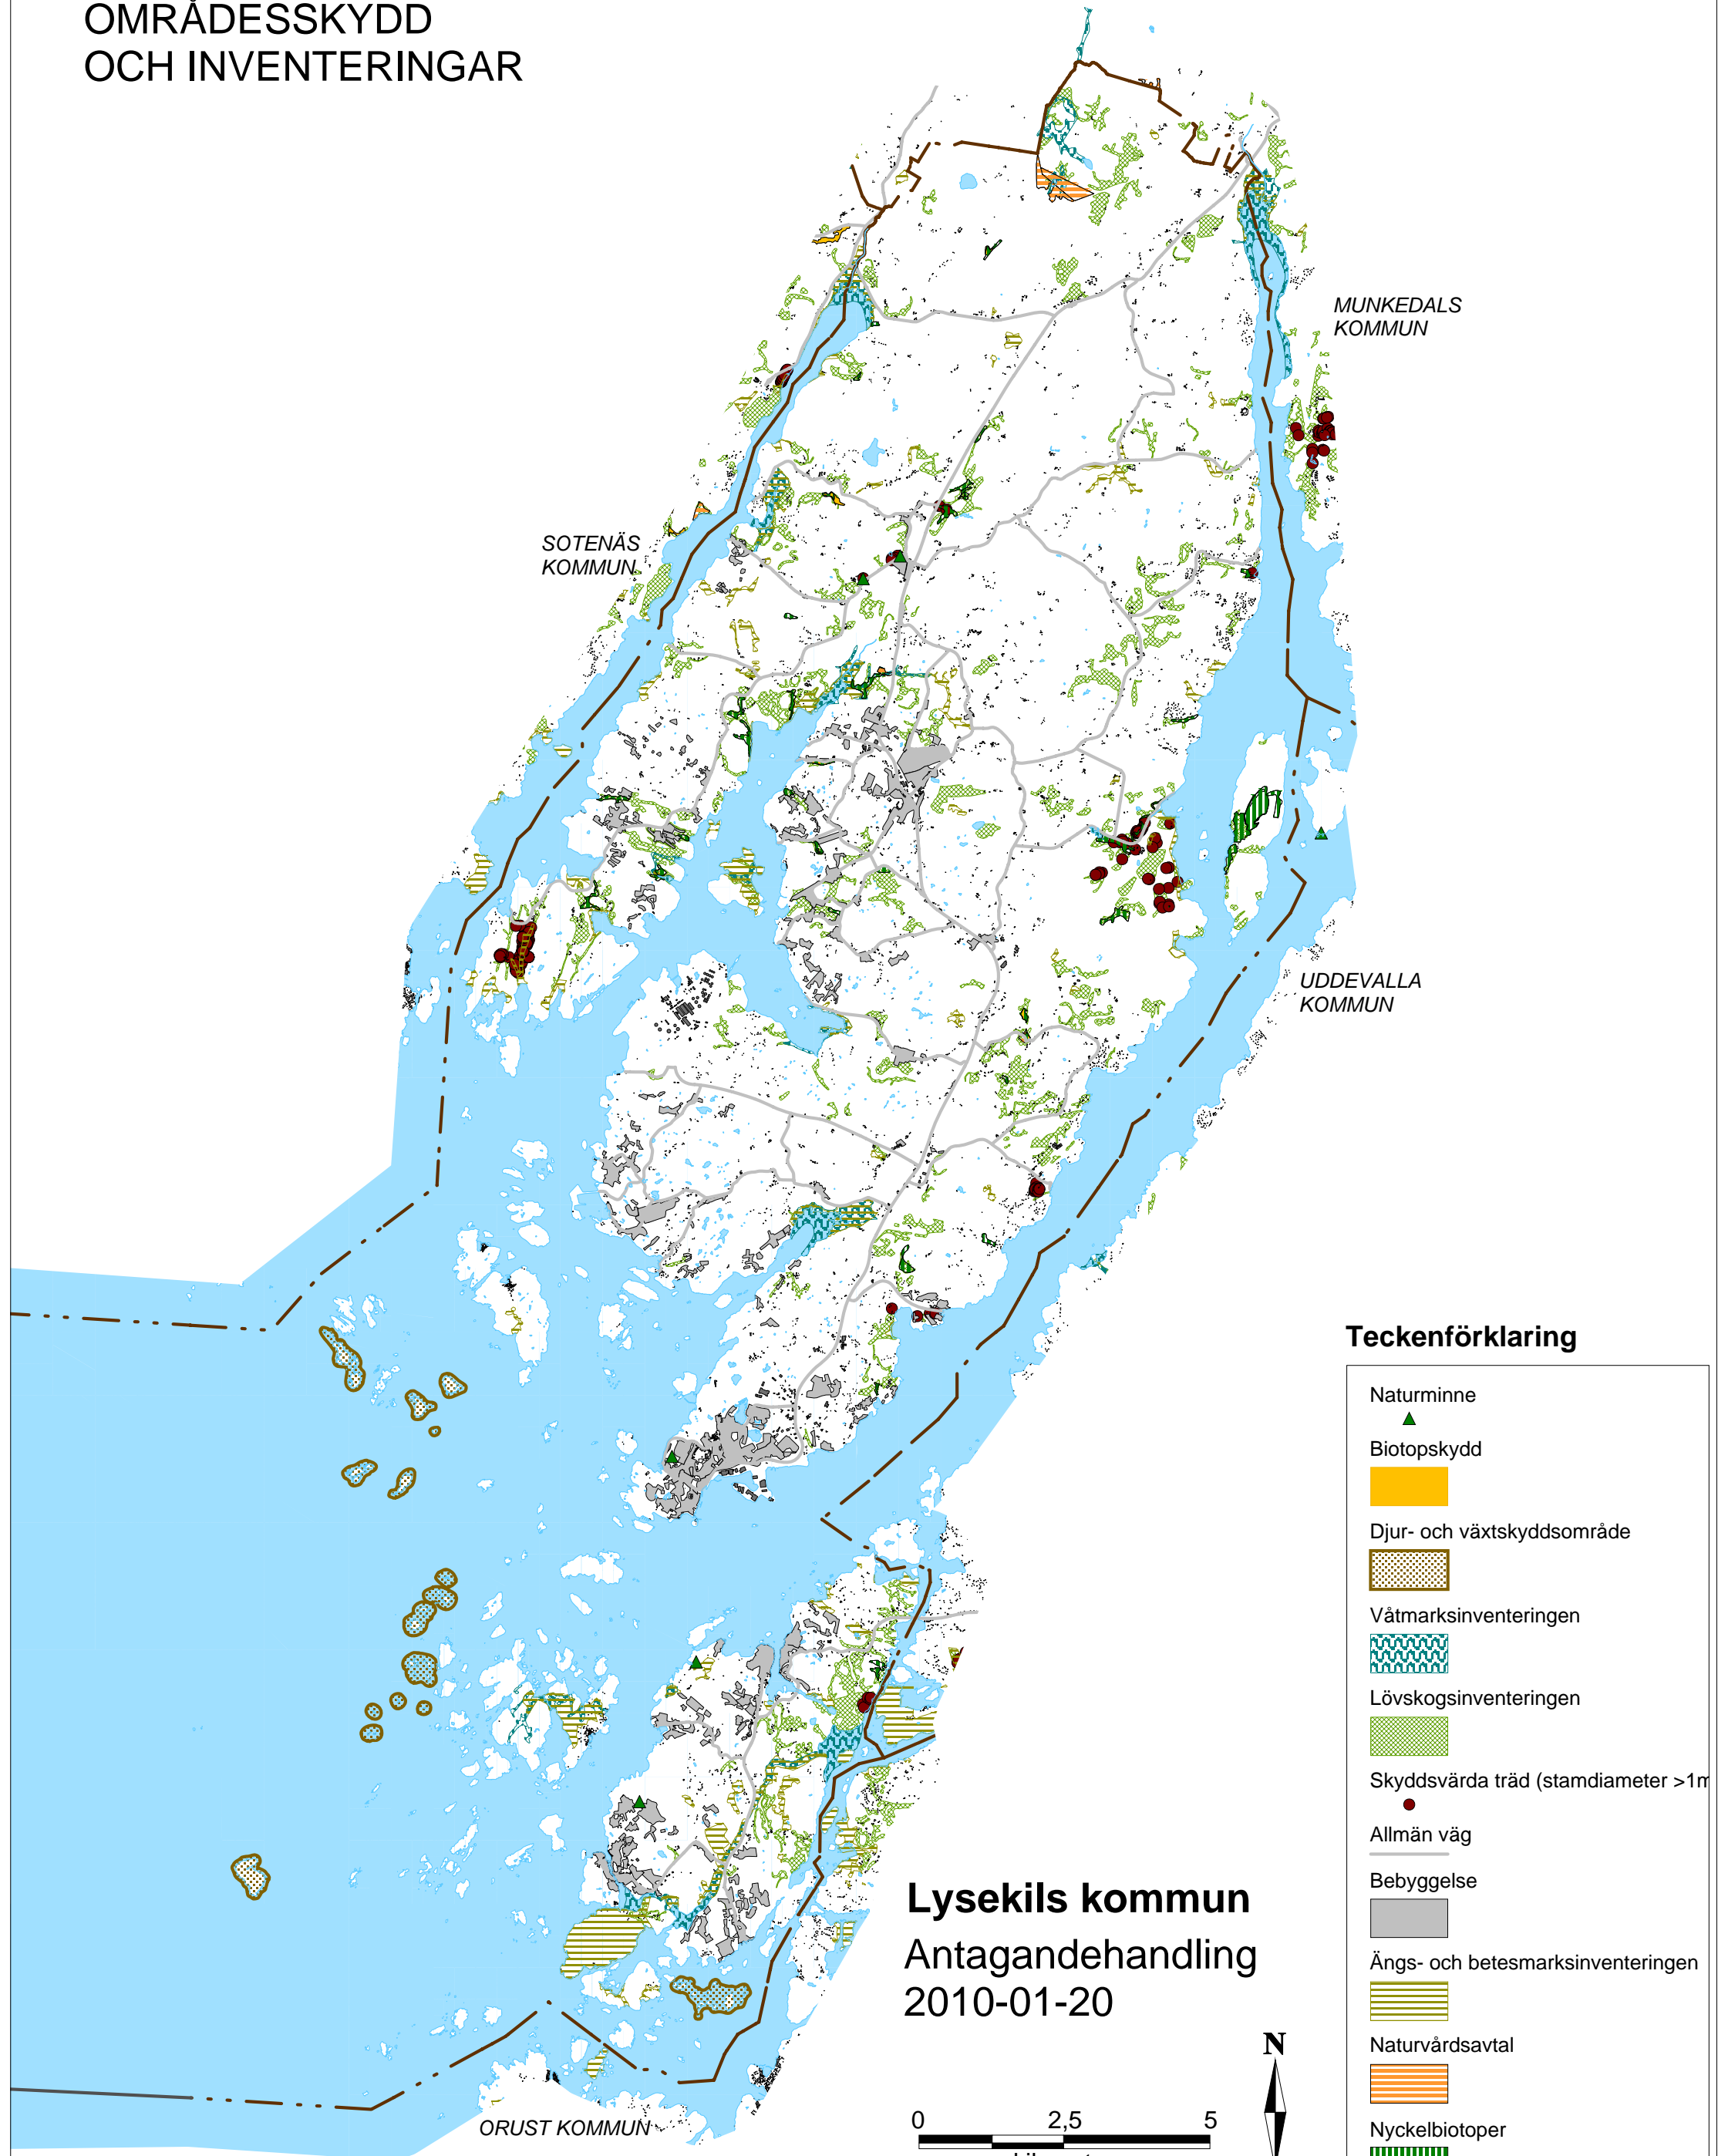 OMRÅDESSKYDD
OCH INVENTERINGAR
MUNKEDALS
KOMMUN
SOTENÄS
KOMMUN
UDDEVALLA
KOMMUN
Teckenförklaring
Naturminne
Biotopskydd
Djur- och växtskyddsområde
Våtmarksinventeringen
Lövskogsinventeringen
Skyddsvärda träd (stamdiameter >1m
Allmän väg
Bebyggelse
Ängs- och betesmarksinventeringen
Naturvårdsavtal
Nyckelbiotoper
Lysekils kommun
Antagandehandling
2010-01-20
N
0 2,5 5
ORUST KOMMUN